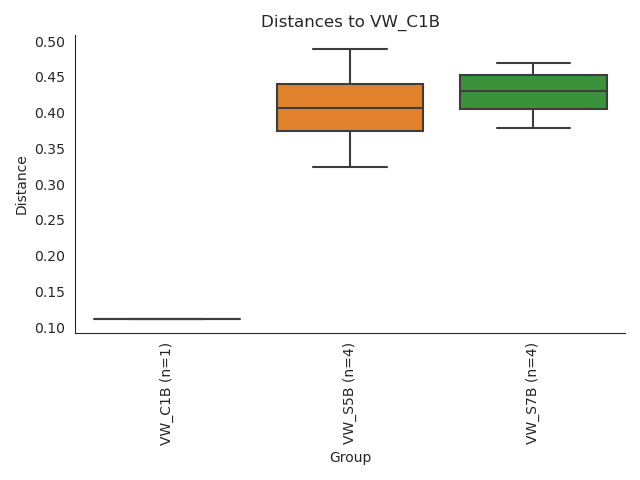 Distances to VW_C1B
0.50
0.45
0.40
0.35
0.30
0.25
0.20
0.15
0.10
Distance
VW_C1B (n=1)
VW_S5B (n=4)
VW_S7B (n=4)
Group